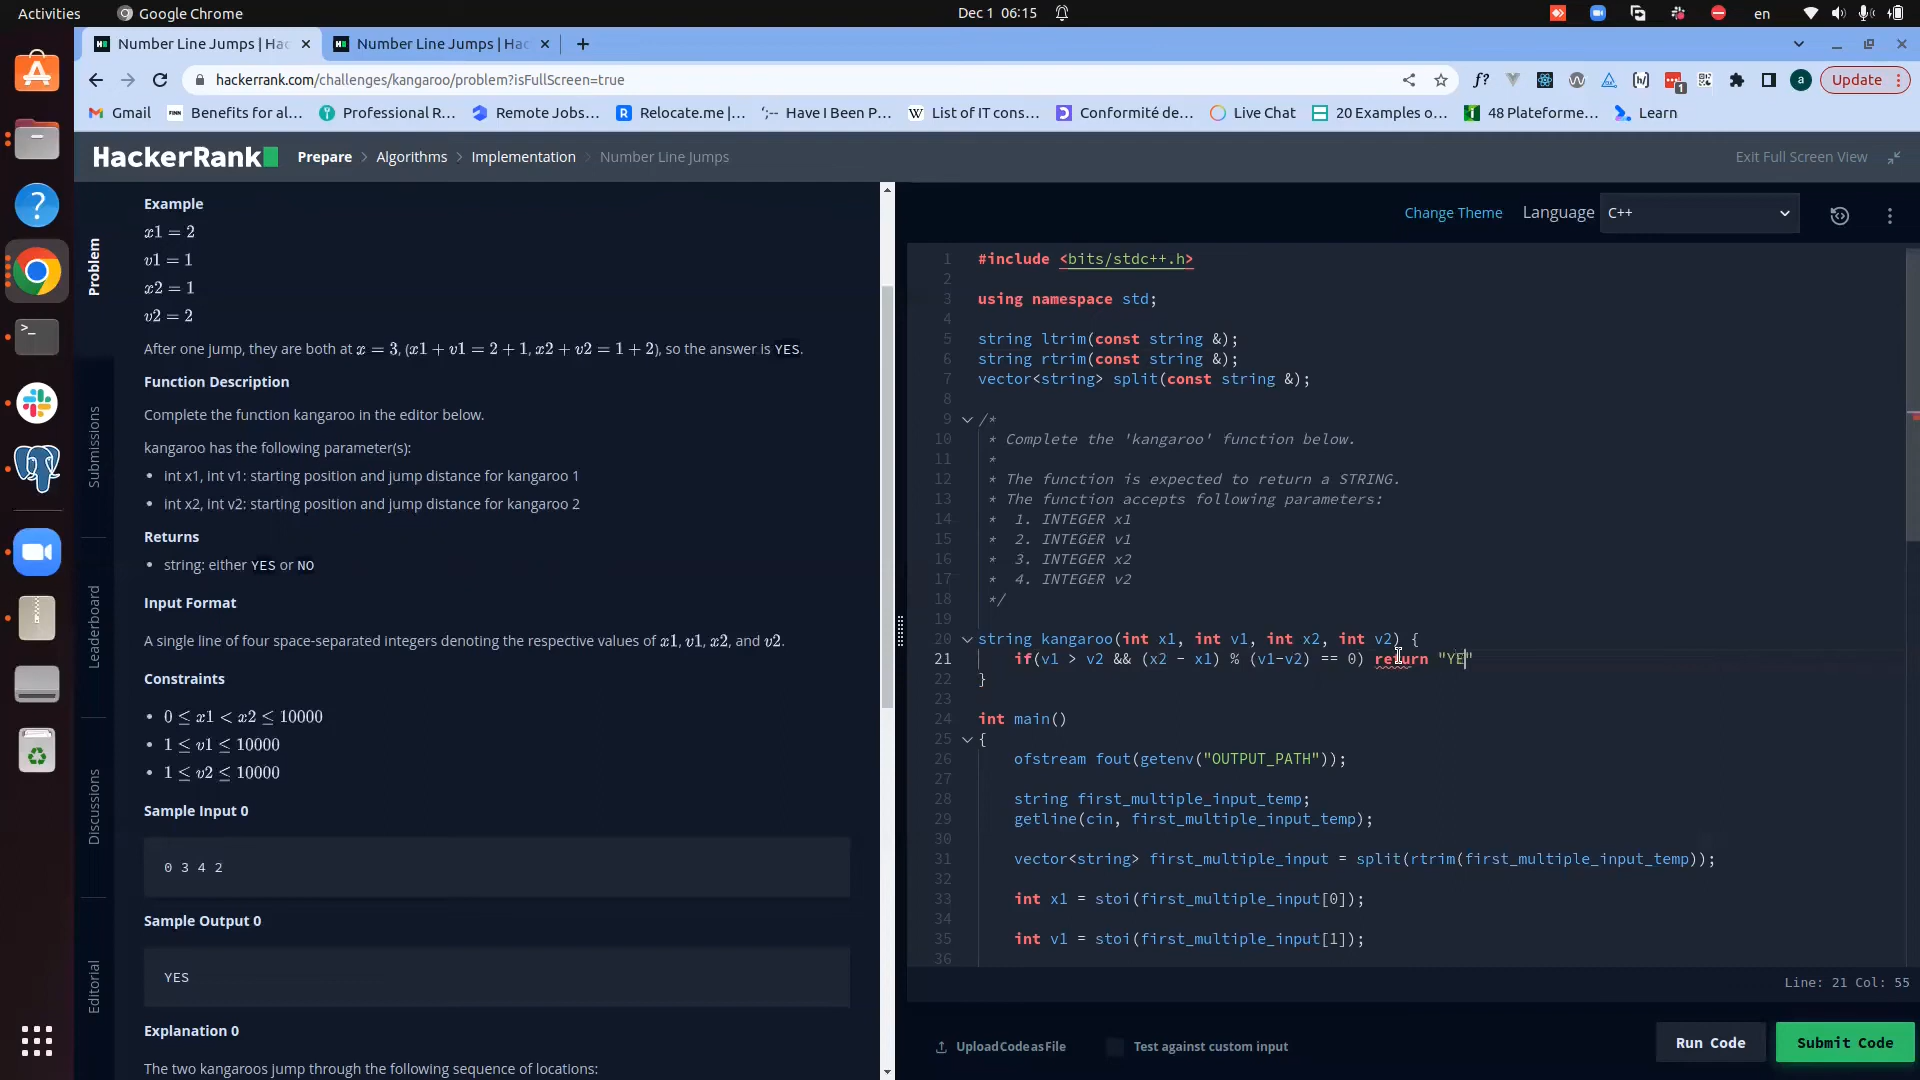 Activities
Google Chrome
Dec 1 06:15
en
Number Line Jumps | Hac
Number Line Jumps | Hac
hackerrank.com/challenges/kangaroo/problem?isFullScreen=true
Update
Gmail
Benefits for al...
Professional R...
Remote Jobs...
Relocate.me |...
Have I Been P...
List of IT cons...
Conformité de...
Live Chat
20 Examples o...
48 Plateforme...
Learn
HackerRank
Prepare > Algorithms > Implementation > Number Line Jumps
Exit Full Screen View
Problem
Submissions
Leaderboard
Discussions
Editorial
Example
x1 = 2
v1 = 1
x2 = 1
v2 = 2
After one jump, they are both at x = 3, (x1 + v1 = 2 + 1, x2 + v2 = 1 + 2), so the answer is YES.
Function Description
Complete the function kangaroo in the editor below.
kangaroo has the following parameter(s):
• int x1, int v1: starting position and jump distance for kangaroo 1
• int x2, int v2: starting position and jump distance for kangaroo 2
Returns
• string: either YES or NO
Input Format
A single line of four space-separated integers denoting the respective values of x1, v1, x2, and v2.
Constraints
• 0 ≤ x1 < x2 ≤ 10000
• 1 ≤ v1 ≤ 10000
• 1 ≤ v2 ≤ 10000
Sample Input 0
0 3 4 2
Sample Output 0
YES
Explanation 0
The two kangaroos jump through the following sequence of locations:
Change Theme
Language
C++
1 #include <bits/stdc++.h>
2
3 using namespace std;
4
5 string ltrim(const string &);
6 string rtrim(const string &);
7 vector<string> split(const string &);
8
9 /*
10 * Complete the 'kangaroo' function below.
11 *
12 * The function is expected to return a STRING.
13 * The function accepts following parameters:
14 * 1. INTEGER x1
15 * 2. INTEGER v1
16 * 3. INTEGER x2
17 * 4. INTEGER v2
18 */
19
20 string kangaroo(int x1, int v1, int x2, int v2) {
21 if(v1 > v2 && (x2 - x1) % (v1-v2) == 0) return "YE"
22 }
23
24 int main()
25 {
26 ofstream fout(getenv("OUTPUT_PATH"));
27
28 string first_multiple_input_temp;
29 getline(cin, first_multiple_input_temp);
30
31 vector<string> first_multiple_input = split(rtrim(first_multiple_input_temp));
32
33 int x1 = stoi(first_multiple_input[0]);
34
35 int v1 = stoi(first_multiple_input[1]);
36
Line: 21 Col: 55
Upload Code as File
Test against custom input
Run Code
Submit Code